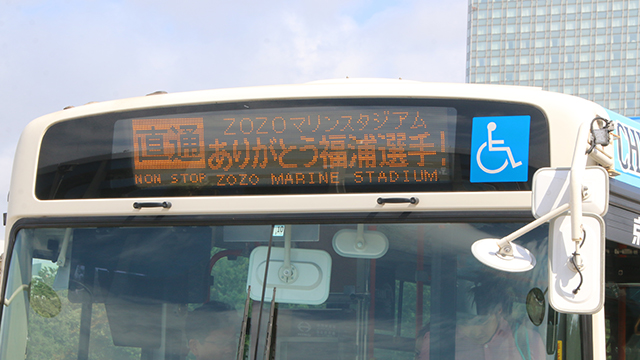 直通
ZOZOマリンスタジアム
ありがとう福浦選手!
NON STOP ZOZO MARINE STADIUM